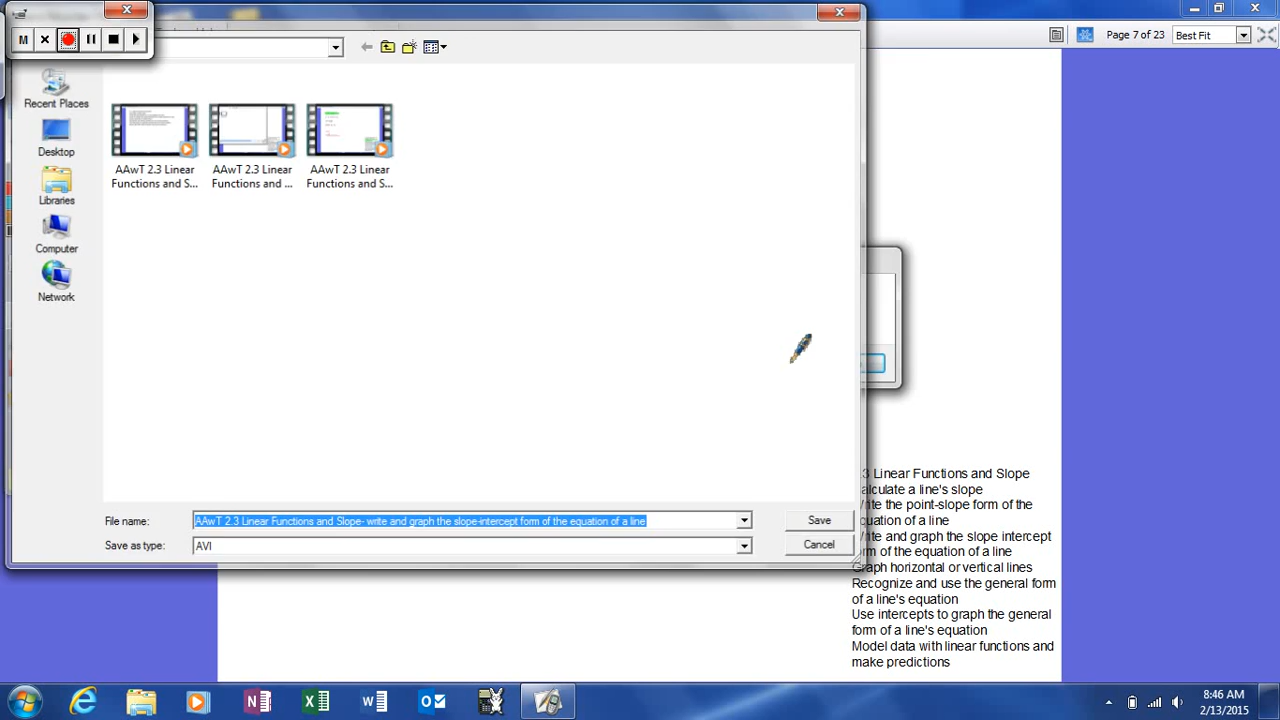 Page 7 of 23
Best Fit
M
Recent Places
Desktop
Libraries
Computer
Network
AAwT 2.3 Linear
Functions and S...
AAwT 2.3 Linear
Functions and ...
AAwT 2.3 Linear
Functions and S...
File name:
AAwT 2.3 Linear Functions and Slope- write and graph the slope-intercept form of the equation of a line
Save
Save as type:
AVI
Cancel
3 Linear Functions and Slope
alculate a line's slope
rite the point-slope form of the
quation of a line
rite and graph the slope intercept
orm of the equation of a line
Graph horizontal or vertical lines
Recognize and use the general form
of a line's equation
Use intercepts to graph the general
form of a line's equation
Model data with linear functions and
make predictions
8:46 AM
2/13/2015